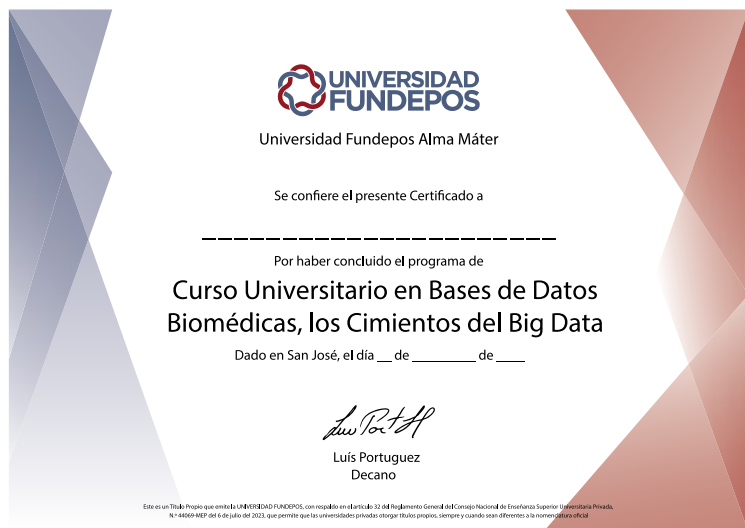 UNIVERSIDAD
FUNDEPOS
Universidad Fundepos Alma Máter
Se confiere el presente Certificado a
_______________________
Por haber concluido el programa de
Curso Universitario en Bases de Datos
Biomédicas, los Cimientos del Big Data
Dado en San José, el día __ de _________ de ____
Luís Portuguez
Decano
Este es un Título Propio que emite la UNIVERSIDAD FUNDEPOS, con respaldo en el artículo 32 del Reglamento General del Consejo Nacional de Enseñanza Superior Universitaria Privada,
N.º 44069-MEP del 6 de julio del 2023, que permite que las universidades privadas otorgar títulos propios, siempre y cuando sean diferentes a la nomenclatura oficial